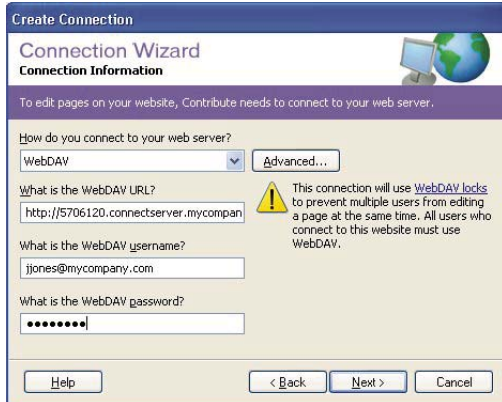 Create Connection
Connection Wizard
Connection Information
To edit pages on your website, Contribute needs to connect to your web server.
How do you connect to your web server?
WebDAV
Advanced...
What is the WebDAV URL?
http://5706120.connectserver.mycompan
This connection will use WebDAV locks
to prevent multiple users from editing
a page at the same time. All users who
connect to this website must use
WebDAV.
What is the WebDAV username?
jjones@mycompany.com
What is the WebDAV password?
●●●●●●●●
Help
< Back
Next >
Cancel